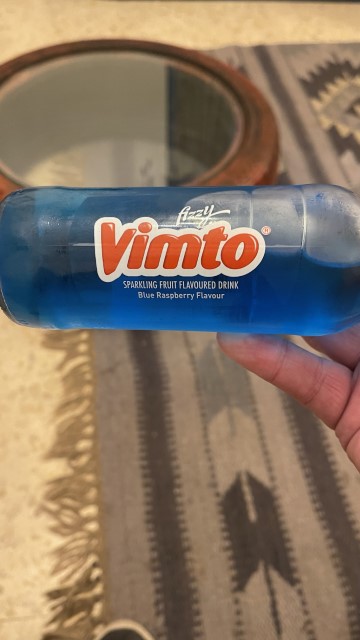 Fizzy
Vimto®
SPARKLING FRUIT FLAVOURED DRINK
Blue Raspberry Flavour